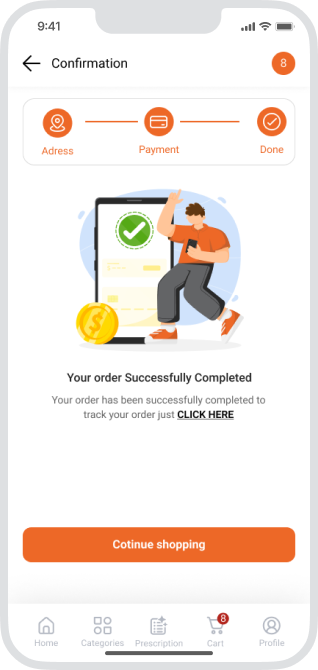 9:41
Confirmation
8
Adress
Payment
Done
$
Your order Successfully Completed
Your order has been successfully completed to
track your order just CLICK HERE
Cotinue shopping
8
Home
Categories
Prescription
Cart
Profile